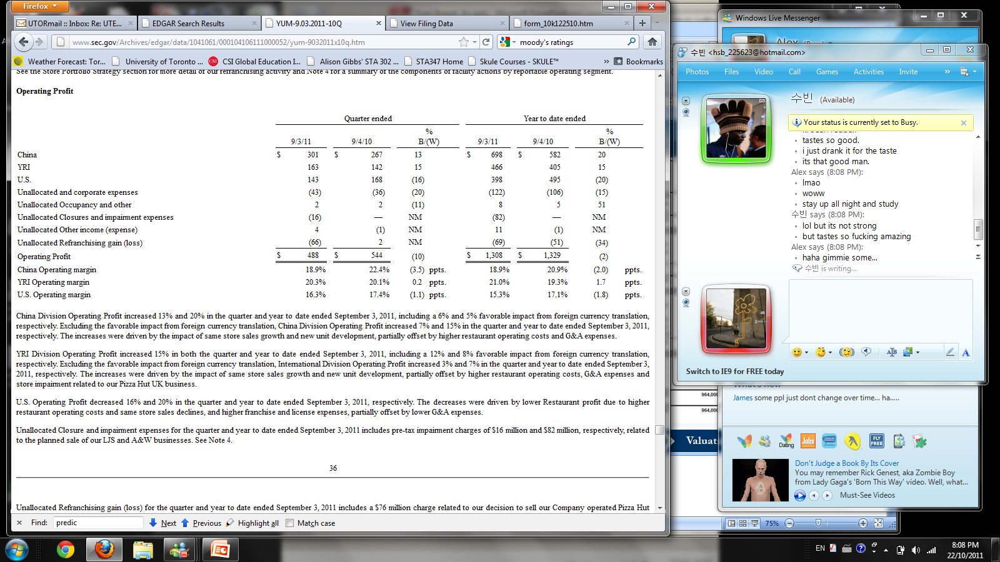 Firefox
UTORmail :: Inbox: Re: UTE...
EDGAR Search Results
YUM-9.03.2011-10Q
View Filing Data
form_10k122510.htm
www.sec.gov/Archives/edgar/data/1041061/000104106111000052/yum-9032011x10q.htm
moody's ratings
Weather Forecast: Tor...
University of Toronto ...
CSI Global Education I...
Alison Gibbs' STA 302 ...
STA347 Home
Skule Courses - SKULE™
»
Bookmarks
See the Store Portfolio Strategy section for more detail of our refranchising activity and Note 4 for a summary of the components of facility actions by reportable operating segment.
Operating Profit
Quarter ended Year to date ended
% %
9/3/11 9/4/10 B/(W) 9/3/11 9/4/10 B/(W)
China $ 301 $ 267 13 $ 698 $ 582 20
YRI 163 142 15 466 405 15
U.S. 143 168 (16) 398 495 (20)
Unallocated and corporate expenses (43) (36) (20) (122) (106) (15)
Unallocated Occupancy and other 2 2 (11) 8 5 51
Unallocated Closures and impairment expenses (16) — NM (82) — NM
Unallocated Other income (expense) 4 (1) NM 11 (1) NM
Unallocated Refranchising gain (loss) (66) 2 NM (69) (51) (34)
Operating Profit $ 488 $ 544 (10) $ 1,308 $ 1,329 (2)
China Operating margin 18.9% 22.4% (3.5) ppts. 18.9% 20.9% (2.0) ppts.
YRI Operating margin 20.3% 20.1% 0.2 ppts. 21.0% 19.3% 1.7 ppts.
U.S. Operating margin 16.3% 17.4% (1.1) ppts. 15.3% 17.1% (1.8) ppts.
China Division Operating Profit increased 13% and 20% in the quarter and year to date ended September 3, 2011, including a 6% and 5% favorable impact from foreign currency translation,
respectively. Excluding the favorable impact from foreign currency translation, China Division Operating Profit increased 7% and 15% in the quarter and year to date ended September 3, 2011,
respectively. The increases were driven by the impact of same store sales growth and new unit development, partially offset by higher restaurant operating costs and G&A expenses.
YRI Division Operating Profit increased 15% in both the quarter and year to date ended September 3, 2011, including a 12% and 8% favorable impact from foreign currency translation,
respectively. Excluding the favorable impact from foreign currency translation, International Division Operating Profit increased 3% and 7% in the quarter and year to date ended September 3,
2011, respectively. The increases were driven by the impact of same store sales growth and new unit development, partially offset by higher restaurant operating costs, G&A expenses and
store impairment related to our Pizza Hut UK business.
U.S. Operating Profit decreased 16% and 20% in the quarter and year to date ended September 3, 2011, respectively. The decreases were driven by lower Restaurant profit due to higher
restaurant operating costs and same store sales declines, and higher franchise and license expenses, partially offset by lower G&A expenses.
Unallocated Closure and impairment expenses for the quarter and year to date ended September 3, 2011 includes pre-tax impairment charges of $16 million and $82 million, respectively, related
to the planned sale of our LJS and A&W businesses. See Note 4.
36
Unallocated Refranchising gain (loss) for the quarter and year to date ended September 3, 2011 includes a $76 million charge related to our decision to sell our Company operated Pizza Hut
Find: predic Next Previous Highlight all Match case
Windows Live Messenger
수빈 <hsb_225623@hotmail.com>
Photos Files Video Call Games Activities Invite »
수빈 (Available)
Your status is currently set to Busy.
tastes so good.
i just drank it for the taste
its that good man.
Alex says (8:08 PM):
lmao
woww
stay up all night and study
수빈 says (8:08 PM):
lol but its not strong
but tastes so fucking amazing
Alex says (8:08 PM):
haha gimmie some...
수빈 is writing...
Switch to IE9 for FREE today
What's new
James some ppl just dont change over time... ha.....
964,000
964,000
Valuat
Dating
Jobs
FLY FREE
Don't Judge a Book By Its Cover
You may remember Rick Genest, aka Zombie Boy
from Lady Gaga's 'Born This Way' video. Well, what...
Must-See Videos
75%
EN
8:08 PM
22/10/2011